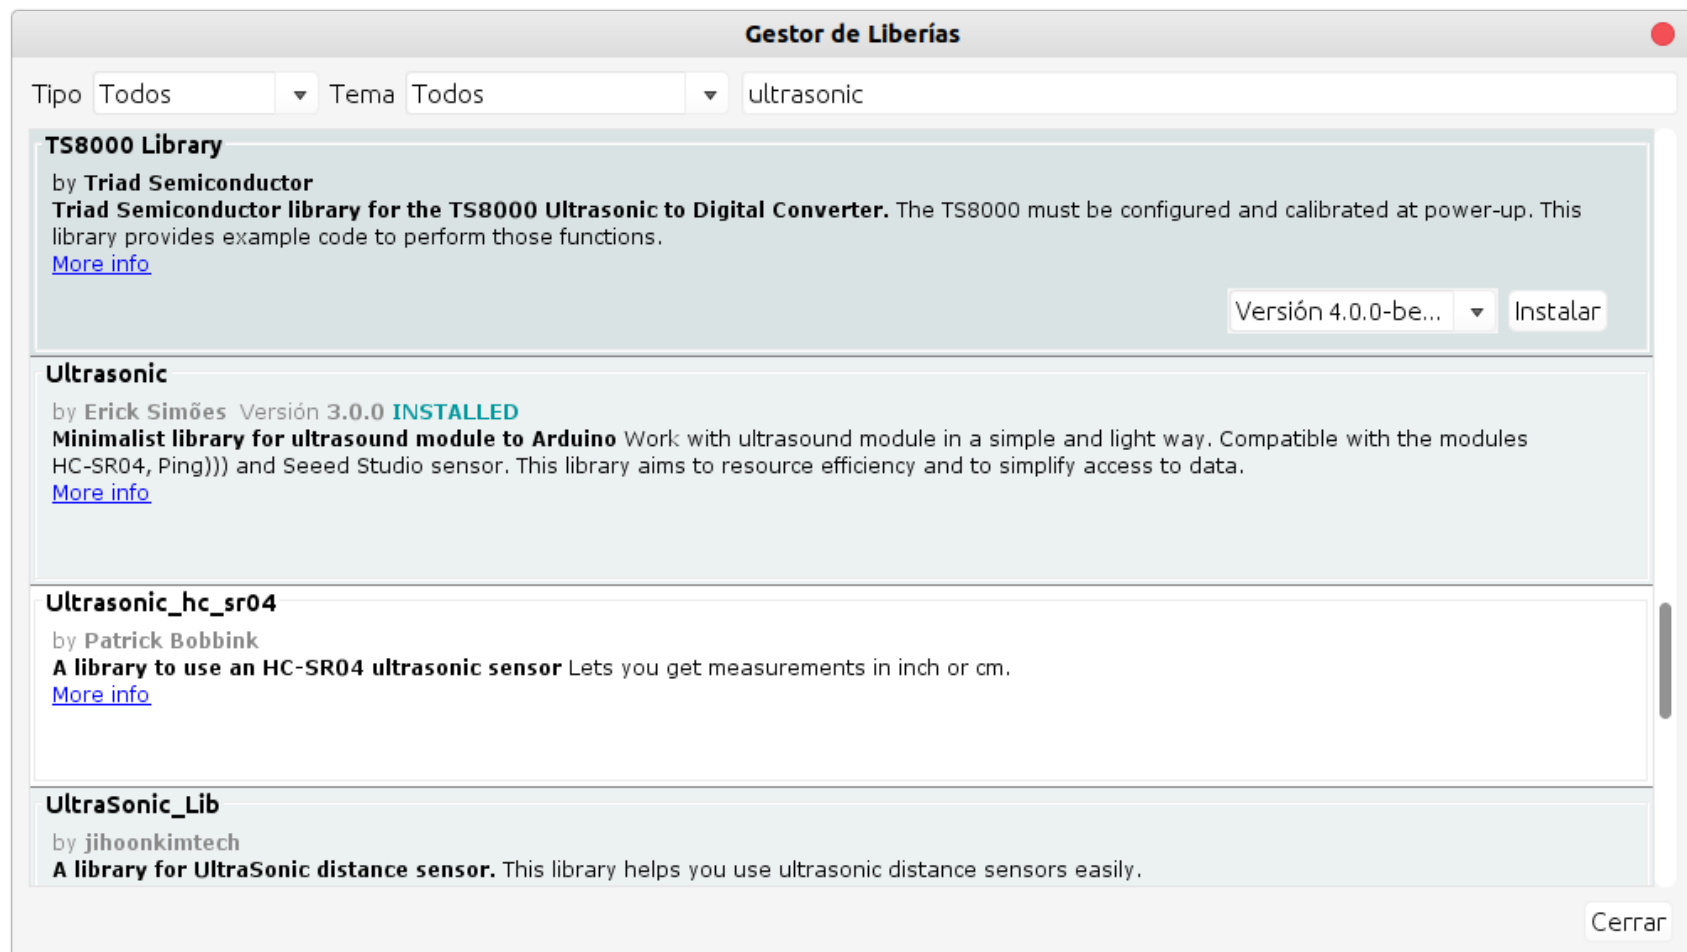 Gestor de Liberías
Tipo Todos Tema Todos ultrasonic
TS8000 Library
by Triad Semiconductor
Triad Semiconductor library for the TS8000 Ultrasonic to Digital Converter. The TS8000 must be configured and calibrated at power-up. This
library provides example code to perform those functions.
More info
Versión 4.0.0-be... Instalar
Ultrasonic
by Erick Simões Versión 3.0.0 INSTALLED
Minimalist library for ultrasound module to Arduino Work with ultrasound module in a simple and light way. Compatible with the modules
HC-SR04, Ping))) and Seeed Studio sensor. This library aims to resource efficiency and to simplify access to data.
More info
Ultrasonic_hc_sr04
by Patrick Bobbink
A library to use an HC-SR04 ultrasonic sensor Lets you get measurements in inch or cm.
More info
UltraSonic_Lib
by jihoonkimtech
A library for UltraSonic distance sensor. This library helps you use ultrasonic distance sensors easily.
Cerrar